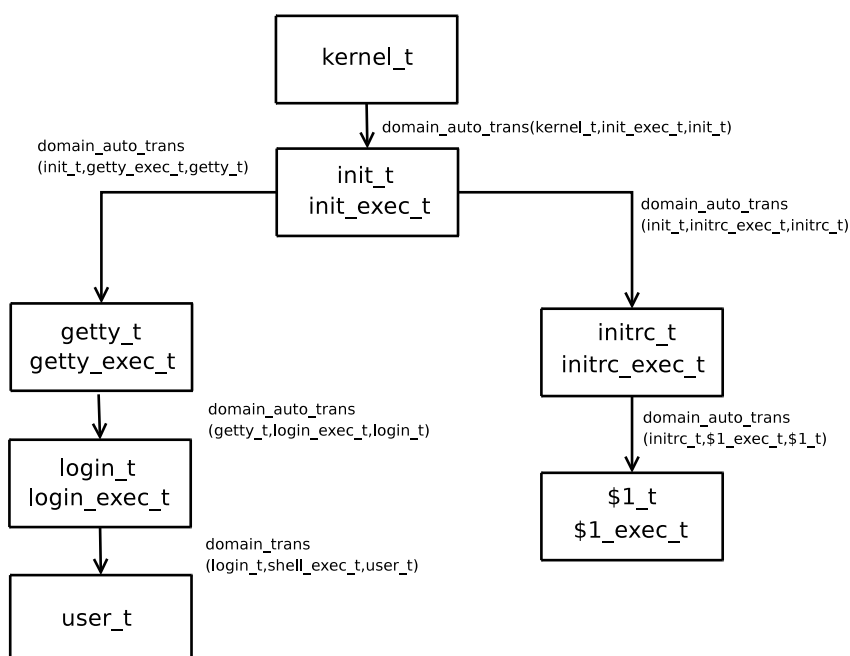 kernel_t
domain_auto_trans(kernel_t,init_exec_t,init_t)
domain_auto_trans
(init_t,getty_exec_t,getty_t)
init_t
init_exec_t
domain_auto_trans
(init_t,initrc_exec_t,initrc_t)
getty_t
getty_exec_t
initrc_t
initrc_exec_t
domain_auto_trans
(getty_t,login_exec_t,login_t)
domain_auto_trans
(initrc_t,$1_exec_t,$1_t)
login_t
login_exec_t
$1_t
$1_exec_t
domain_trans
(login_t,shell_exec_t,user_t)
user_t